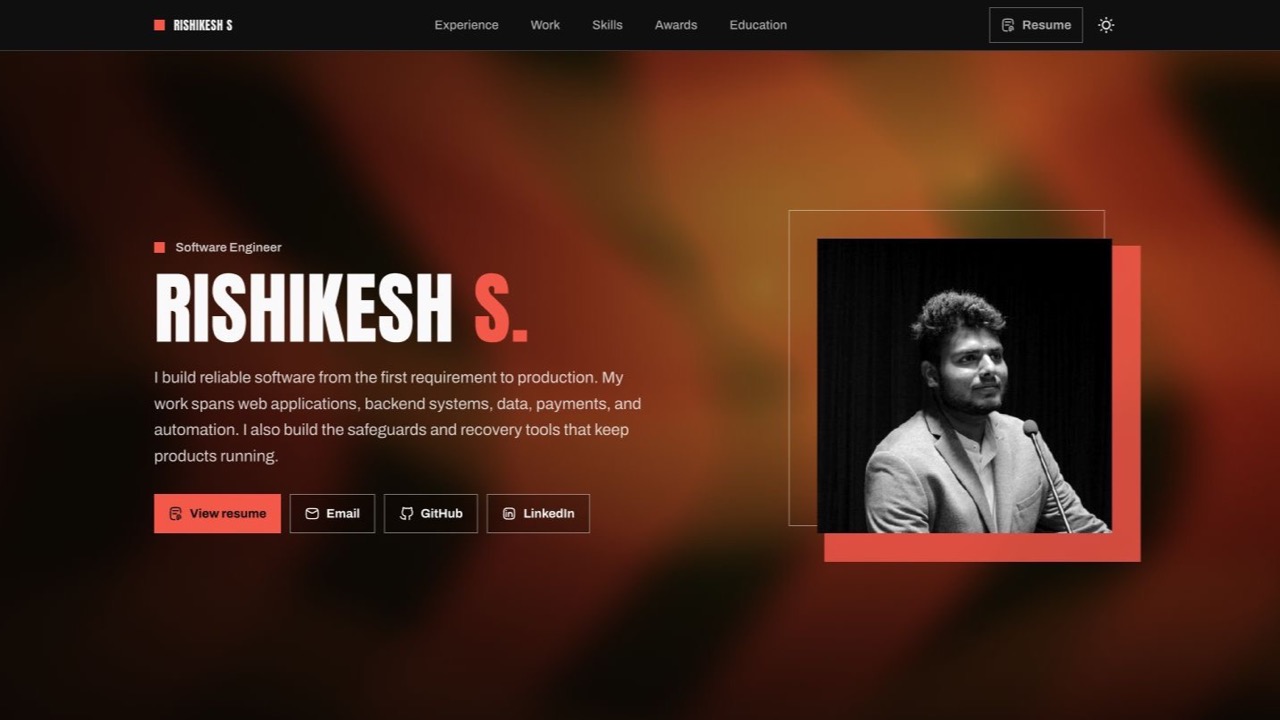 RISHIKESH S
Experience
Work
Skills
Awards
Education
Resume
Software Engineer
RISHIKESH S.
I build reliable software from the first requirement to production. My
work spans web applications, backend systems, data, payments, and
automation. I also build the safeguards and recovery tools that keep
products running.
View resume
Email
GitHub
LinkedIn